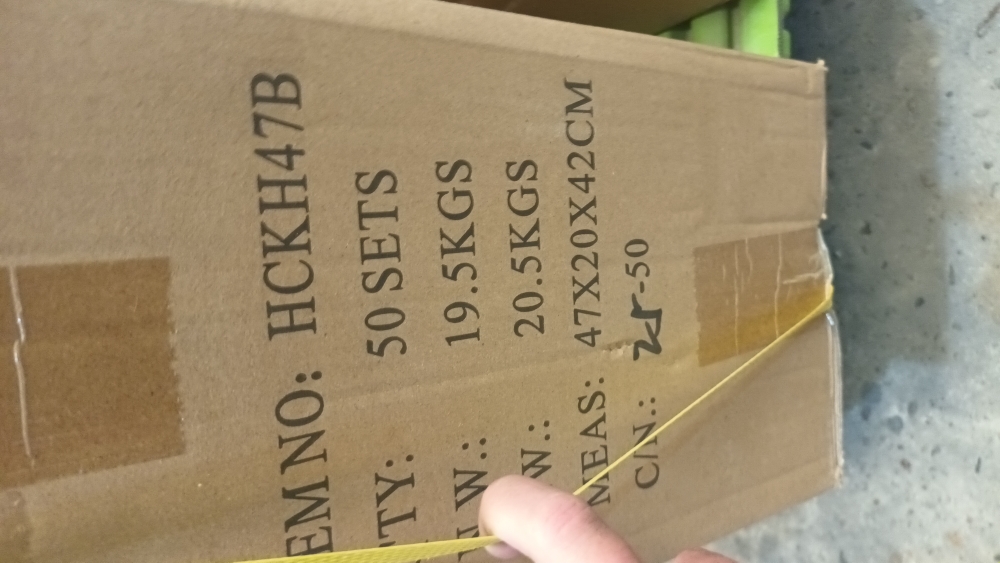 EM NO: HCKH47B
TY: 50 SETS
W.: 19.5KGS
W.: 20.5KGS
MEAS: 47X20X42CM
C/N.: 25-50